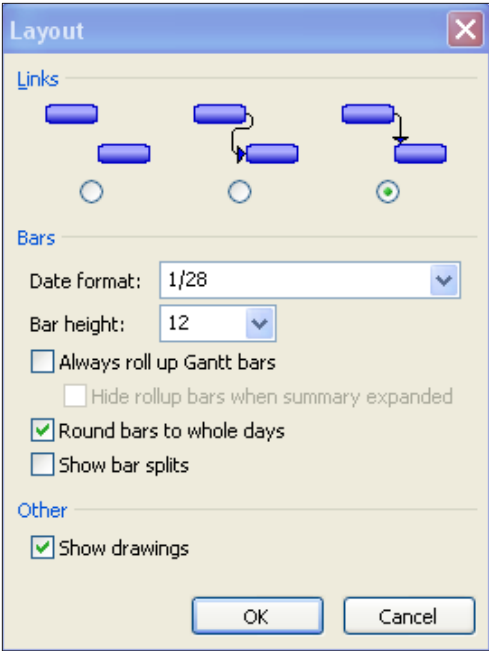 Layout
Links
Bars
Date format: 1/28
Bar height: 12
Always roll up Gantt bars
Hide rollup bars when summary expanded
Round bars to whole days
Show bar splits
Other
Show drawings
OK Cancel